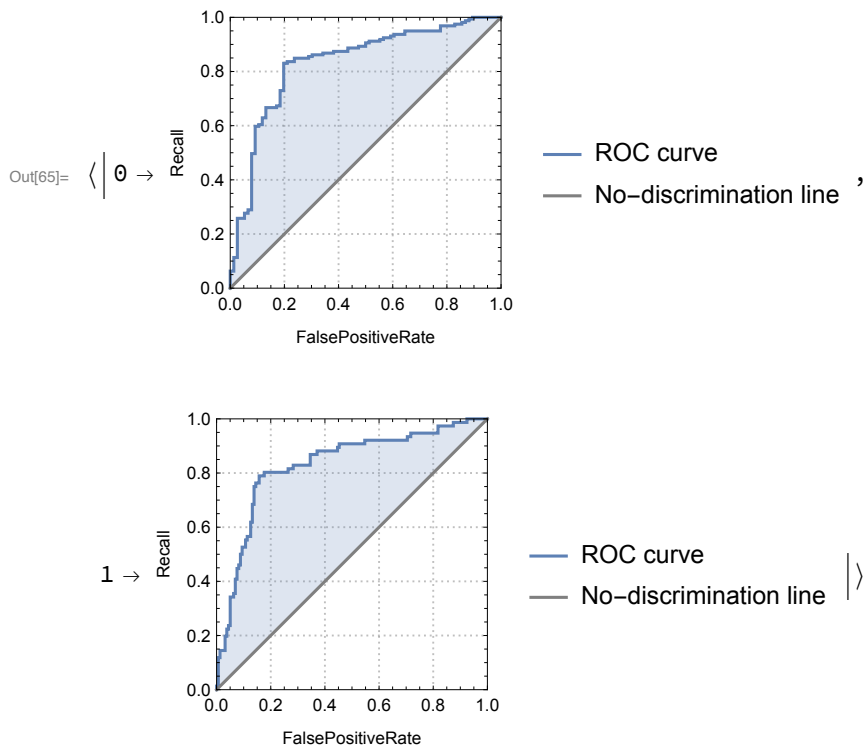 1.0
0.8
0.6
0.4
0.2
0.0
Recall
0.0 0.2 0.4 0.6 0.8 1.0
FalsePositiveRate
Out[65]= ⟨| 0 →
ROC curve
No−discrimination line ,
1.0
0.8
0.6
0.4
0.2
0.0
Recall
0.0 0.2 0.4 0.6 0.8 1.0
FalsePositiveRate
1 →
ROC curve
No−discrimination line |⟩